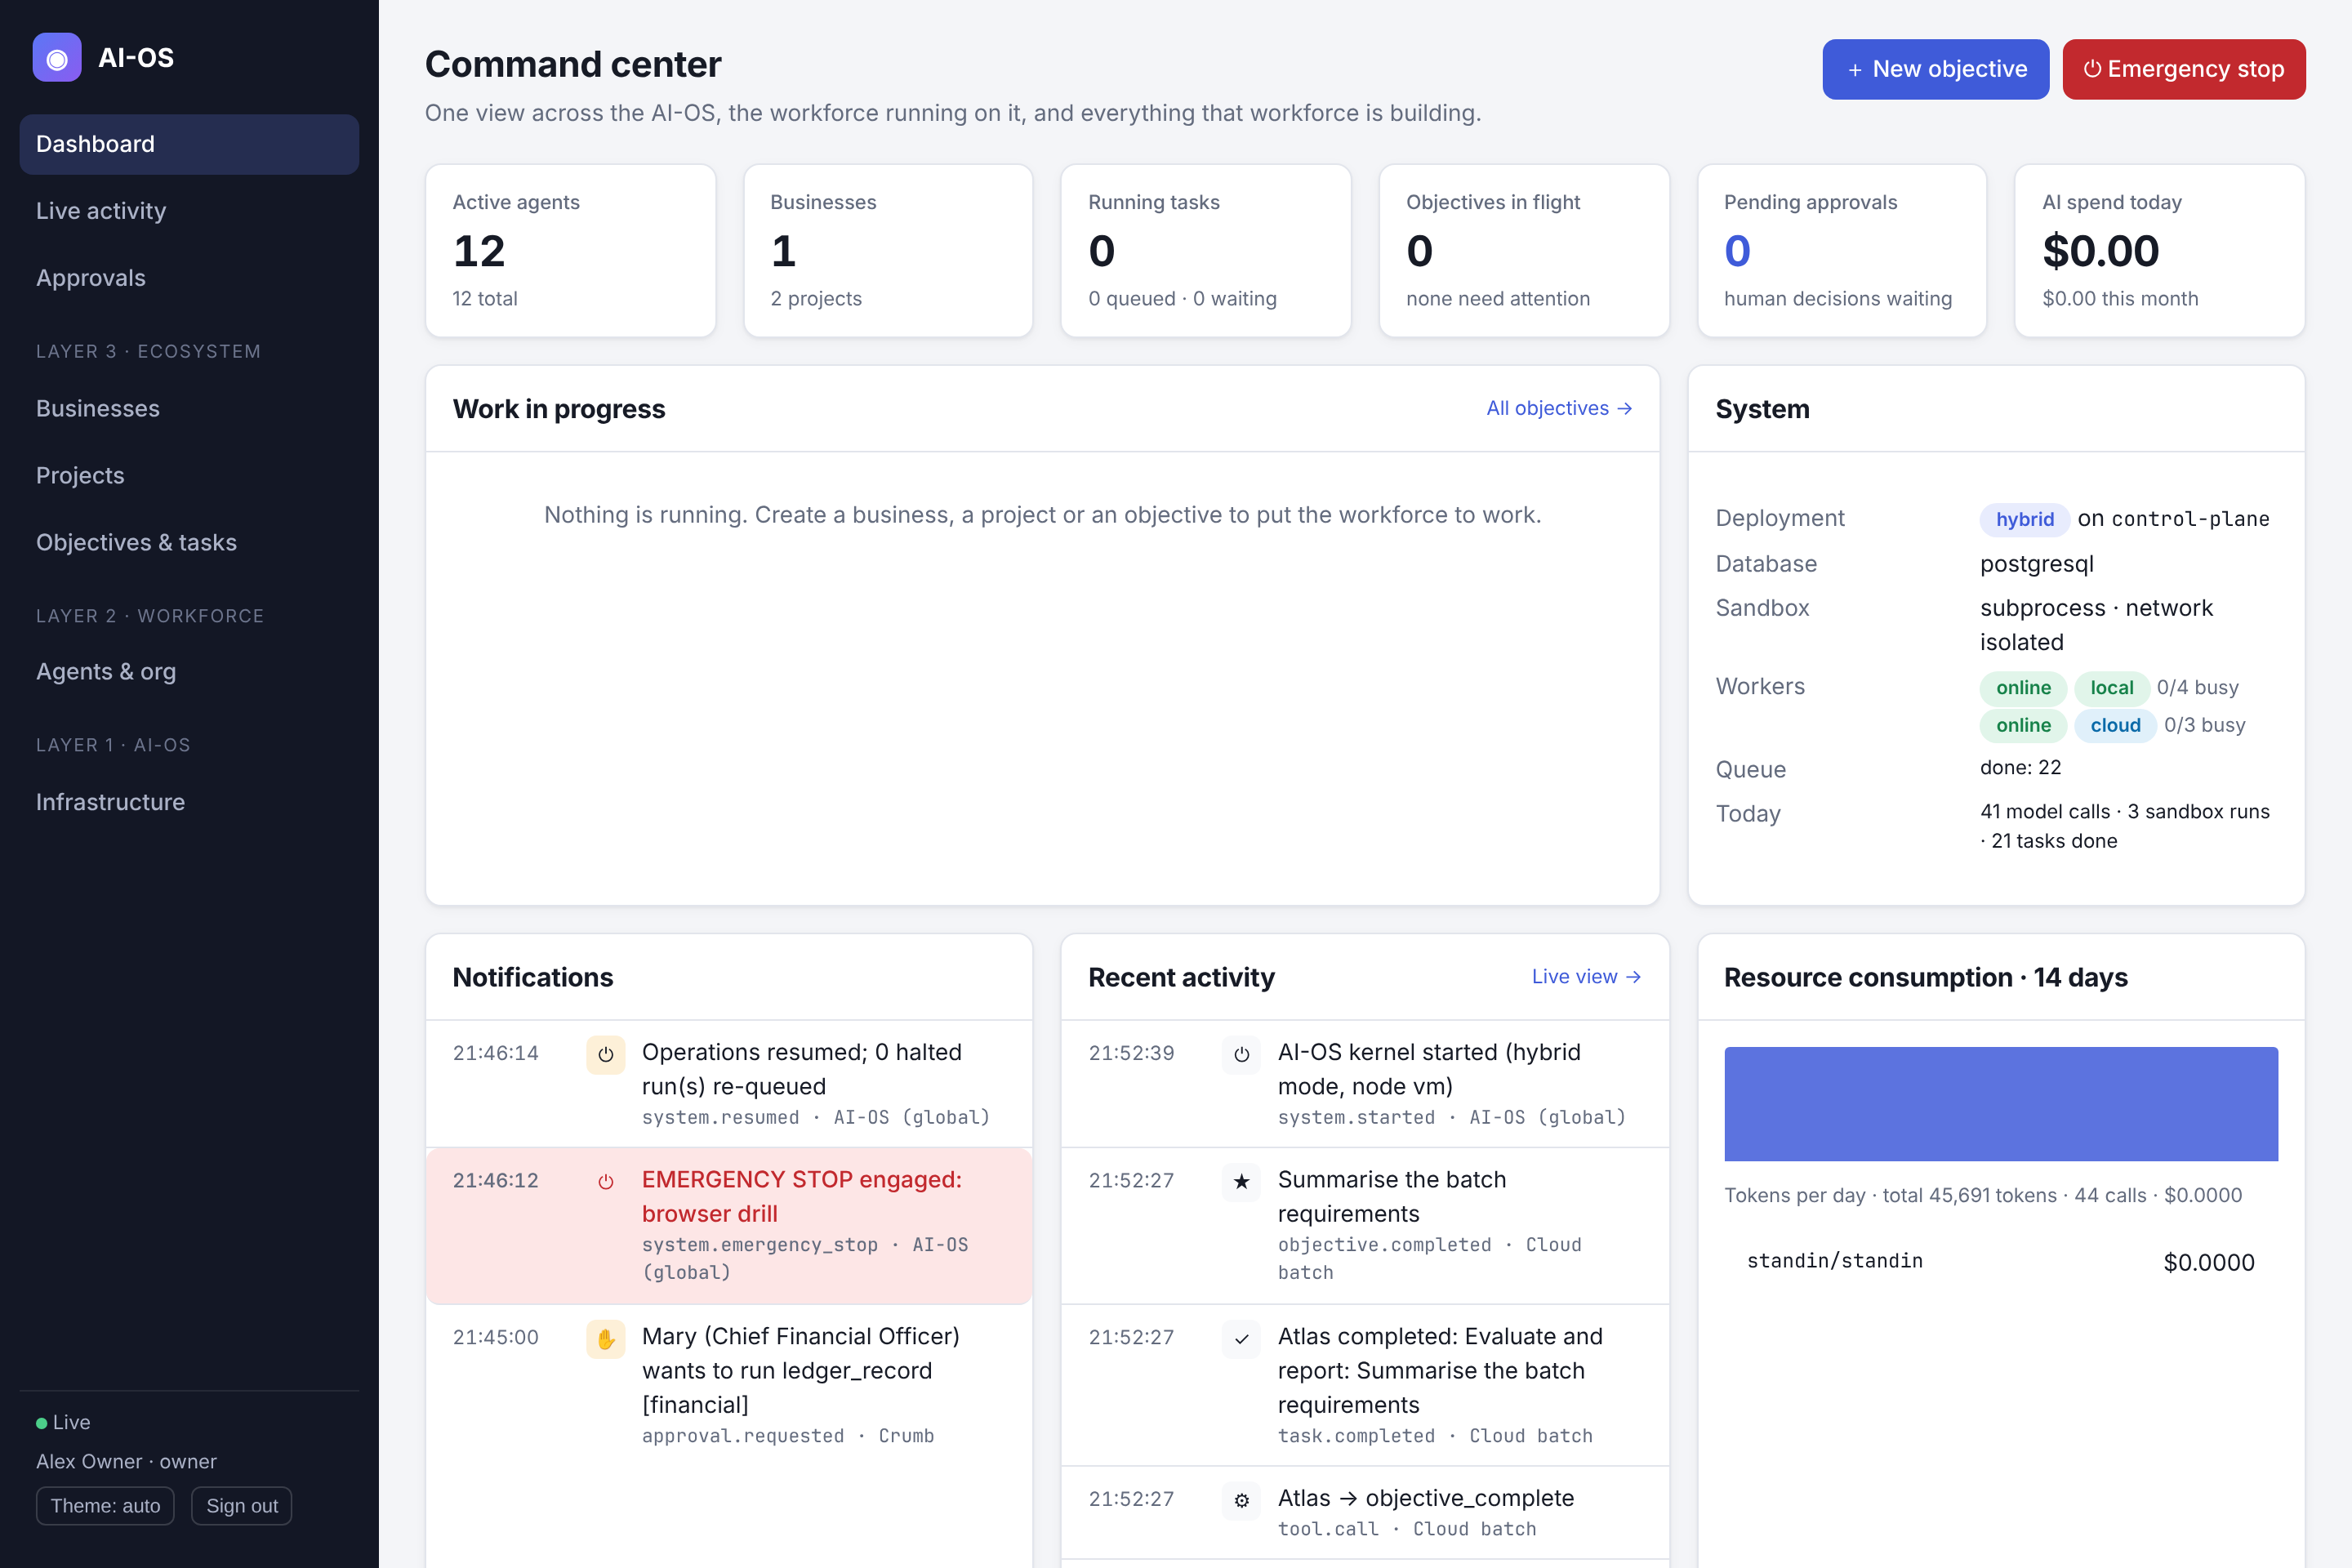 AI-OS
Dashboard
Live activity
Approvals
LAYER 3 · ECOSYSTEM
Businesses
Projects
Objectives & tasks
LAYER 2 · WORKFORCE
Agents & org
LAYER 1 · AI-OS
Infrastructure
Live
Alex Owner · owner
Theme: auto
Sign out
Command center
One view across the AI-OS, the workforce running on it, and everything that workforce is building.
+ New objective
Emergency stop
Active agents
12
12 total
Businesses
1
2 projects
Running tasks
0
0 queued · 0 waiting
Objectives in flight
0
none need attention
Pending approvals
0
human decisions waiting
AI spend today
$0.00
$0.00 this month
Work in progress
All objectives →
Nothing is running. Create a business, a project or an objective to put the workforce to work.
System
Deployment
hybrid on control-plane
Database
postgresql
Sandbox
subprocess · network
isolated
Workers
online local 0/4 busy
online cloud 0/3 busy
Queue
done: 22
Today
41 model calls · 3 sandbox runs
· 21 tasks done
Notifications
21:46:14
Operations resumed; 0 halted
run(s) re-queued
system.resumed · AI-OS (global)
21:46:12
EMERGENCY STOP engaged:
browser drill
system.emergency_stop · AI-OS
(global)
21:45:00
Mary (Chief Financial Officer)
wants to run ledger_record
[financial]
approval.requested · Crumb
Recent activity
Live view →
21:52:39
AI-OS kernel started (hybrid
mode, node vm)
system.started · AI-OS (global)
21:52:27
Summarise the batch
requirements
objective.completed · Cloud
batch
21:52:27
Atlas completed: Evaluate and
report: Summarise the batch
requirements
task.completed · Cloud batch
21:52:27
Atlas → objective_complete
tool.call · Cloud batch
Resource consumption · 14 days
Tokens per day · total 45,691 tokens · 44 calls · $0.0000
standin/standin
$0.0000